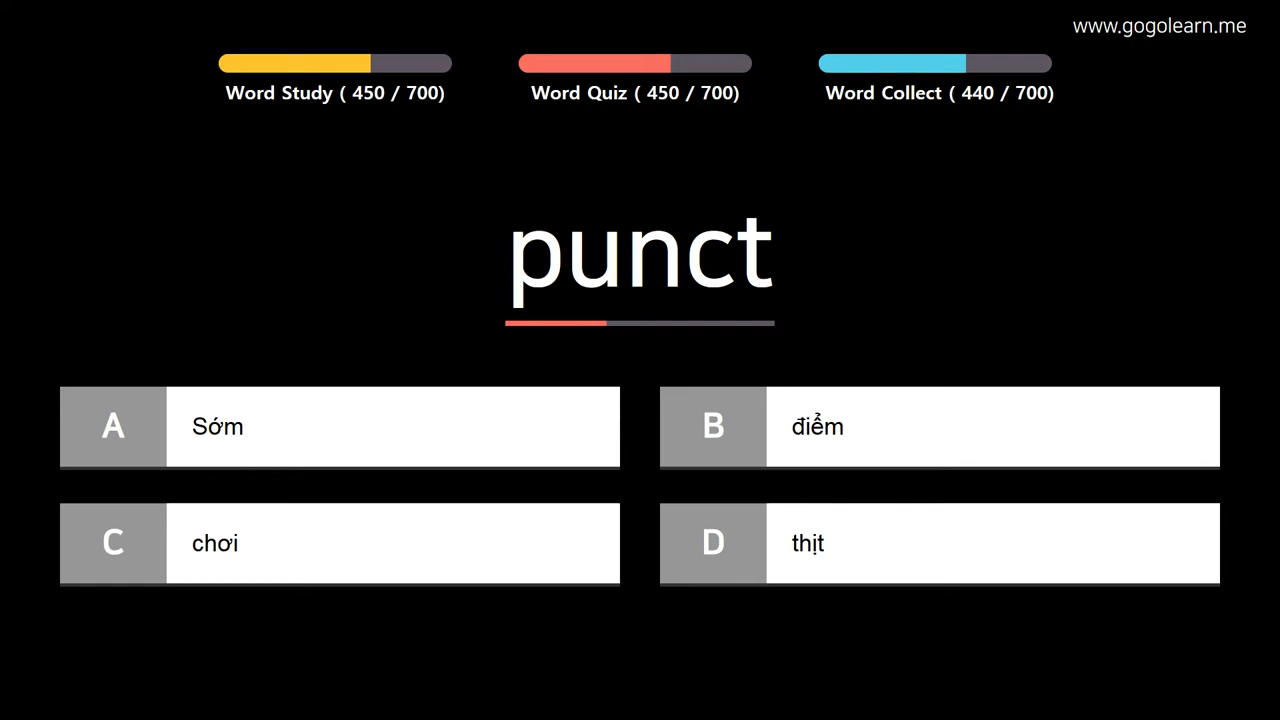 www.gogolearn.me
Word Study ( 450 / 700)
Word Quiz ( 450 / 700)
Word Collect ( 440 / 700)
punct
A Sớm
B điểm
C chơi
D thịt